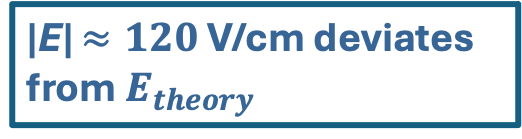 |E| ≈ 120 V/cm deviates
from E_theory